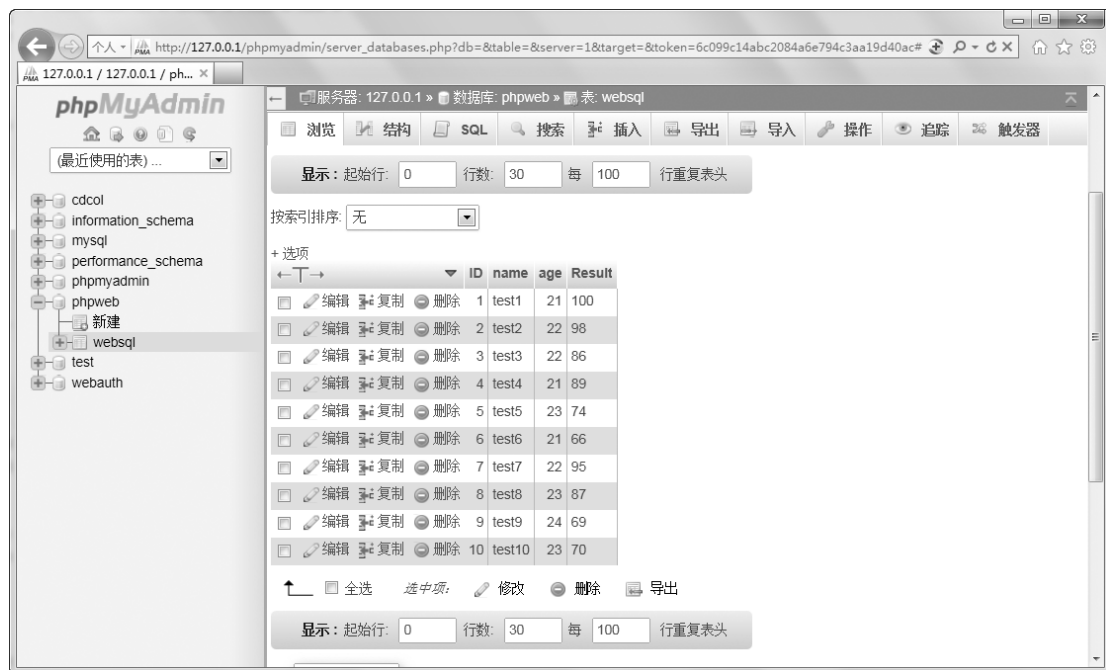 个人
http://127.0.0.1/phpmyadmin/server_databases.php?db=&table=&server=1&target=&token=6c099c14abc2084a6e794c3aa19d40ac#
PMA 127.0.0.1 / 127.0.0.1 / ph... ×
phpMyAdmin
(最近使用的表) ...
cdcol
information_schema
mysql
performance_schema
phpmyadmin
phpweb
新建
websql
test
webauth
服务器: 127.0.0.1 » 数据库: phpweb » 表: websql
浏览 结构 SQL 搜索 插入 导出 导入 操作 追踪 触发器
显示：起始行: 0 行数: 30 每 100 行重复表头
按索引排序: 无
+ 选项
←T→ ▼ ID name age Result
编辑 复制 删除 1 test1 21 100
编辑 复制 删除 2 test2 22 98
编辑 复制 删除 3 test3 22 86
编辑 复制 删除 4 test4 21 89
编辑 复制 删除 5 test5 23 74
编辑 复制 删除 6 test6 21 66
编辑 复制 删除 7 test7 22 95
编辑 复制 删除 8 test8 23 87
编辑 复制 删除 9 test9 24 69
编辑 复制 删除 10 test10 23 70
全选 选中项: 修改 删除 导出
显示：起始行: 0 行数: 30 每 100 行重复表头